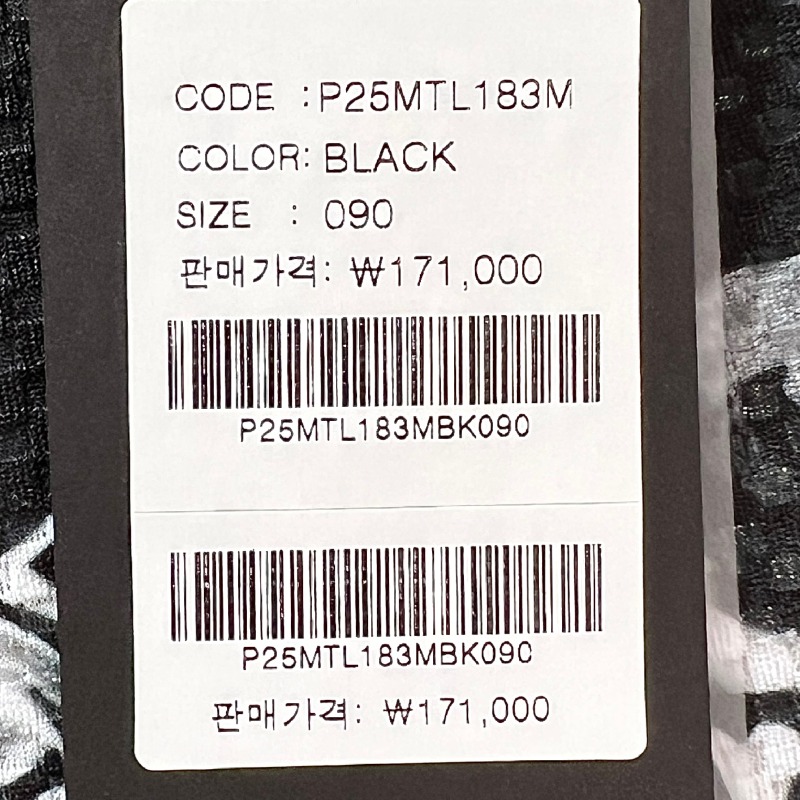 CODE :P25MTL183M
COLOR: BLACK
SIZE : 090
판매가격: ₩171,000
P25MTL183MBK090
P25MTL183MBK090
판매가격: ₩171,000